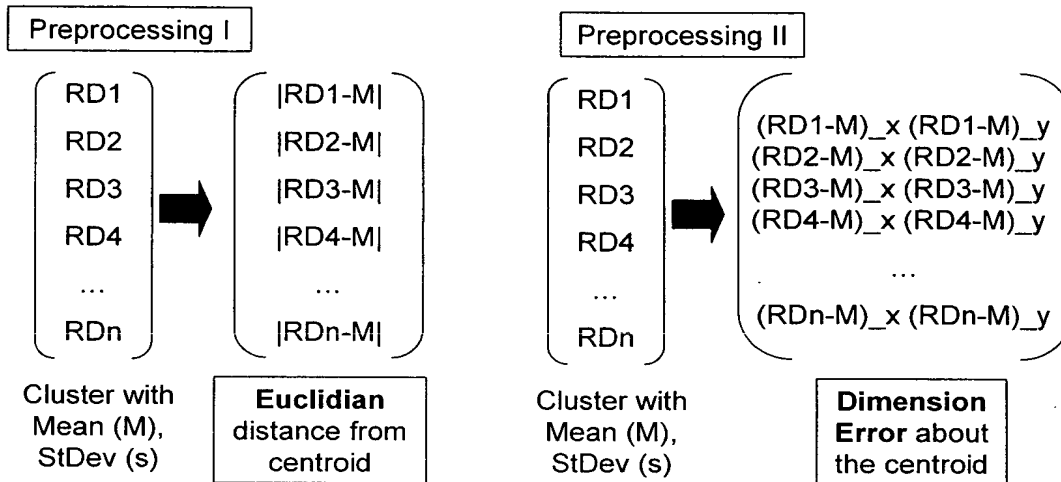 Preprocessing I
RD1
RD2
RD3
RD4
...
RDn
|RD1-M|
|RD2-M|
|RD3-M|
|RD4-M|
...
|RDn-M|
Cluster with
Mean (M),
StDev (s)
Euclidian
distance from
centroid
Preprocessing II
RD1
RD2
RD3
RD4
...
RDn
(RD1-M)_x (RD1-M)_y
(RD2-M)_x (RD2-M)_y
(RD3-M)_x (RD3-M)_y
(RD4-M)_x (RD4-M)_y
...
(RDn-M)_x (RDn-M)_y
Cluster with
Mean (M),
StDev (s)
Dimension
Error about
the centroid